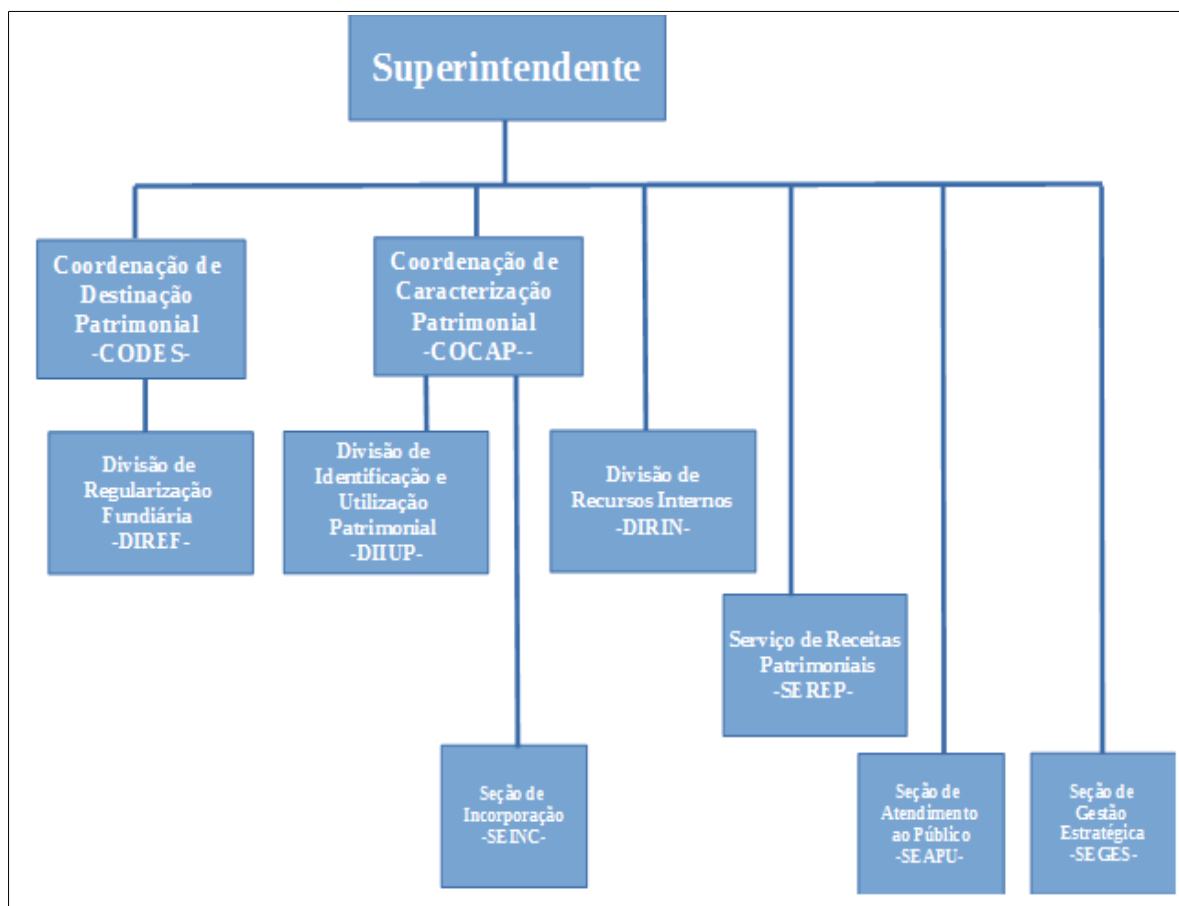 Superintendente
Coordenação de
Destinação
Patrimonial
-CODES-
Coordenação de
Caracterização
Patrimonial
-COCAP--
Divisão de
Regularização
Fundiária
-DIREF-
Divisão de
Identificação e
Utilização
Patrimonial
-DIIUP-
Divisão de
Recursos Internos
-DIRIN-
Serviço de Receitas
Patrimoniais
-SEREP-
Seção de
Incorporação
-SEINC-
Seção de
Atendimento
ao Público
-SEAPU-
Seção de
Gestão
Estratégica
-SEGES-